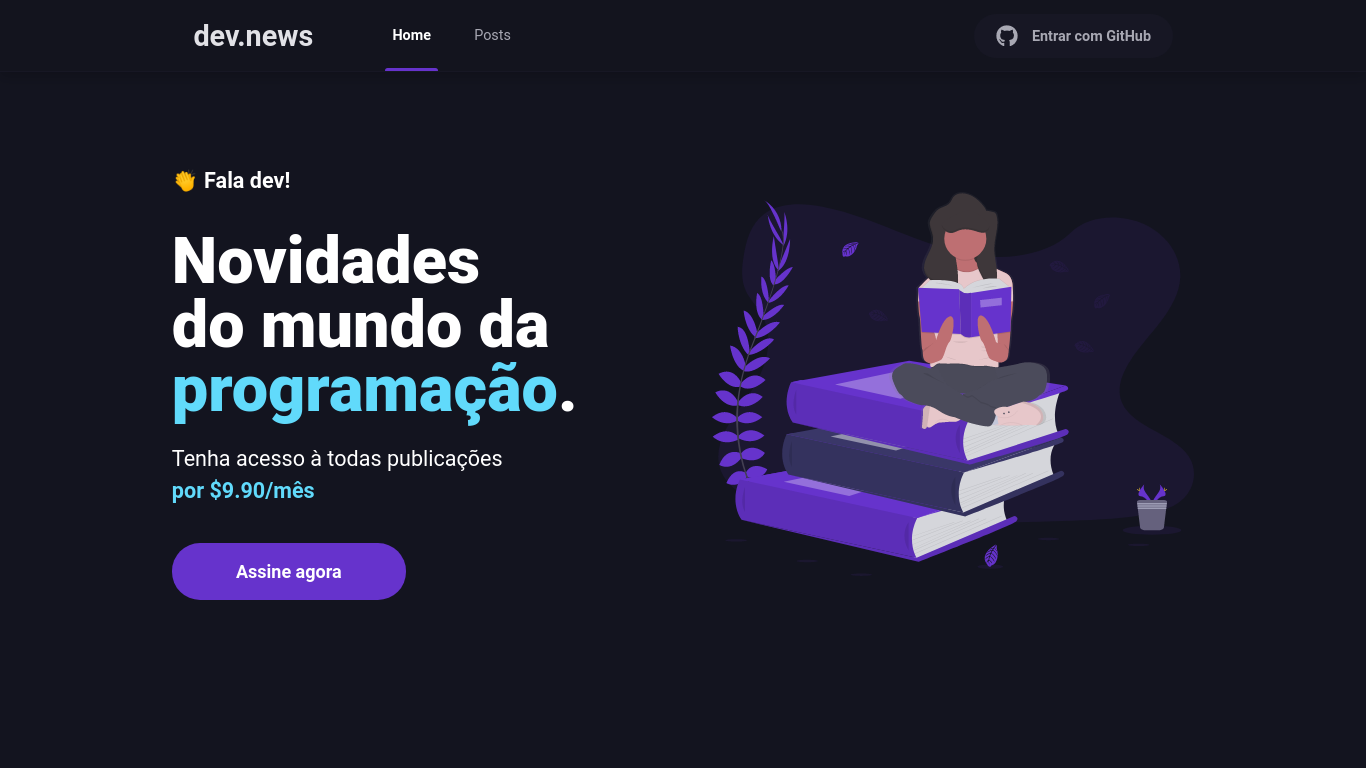 dev.news
Home
Posts
Entrar com GitHub
👏 Fala dev!
Novidades
do mundo da
programação.
Tenha acesso à todas publicações
por $9.90/mês
Assine agora